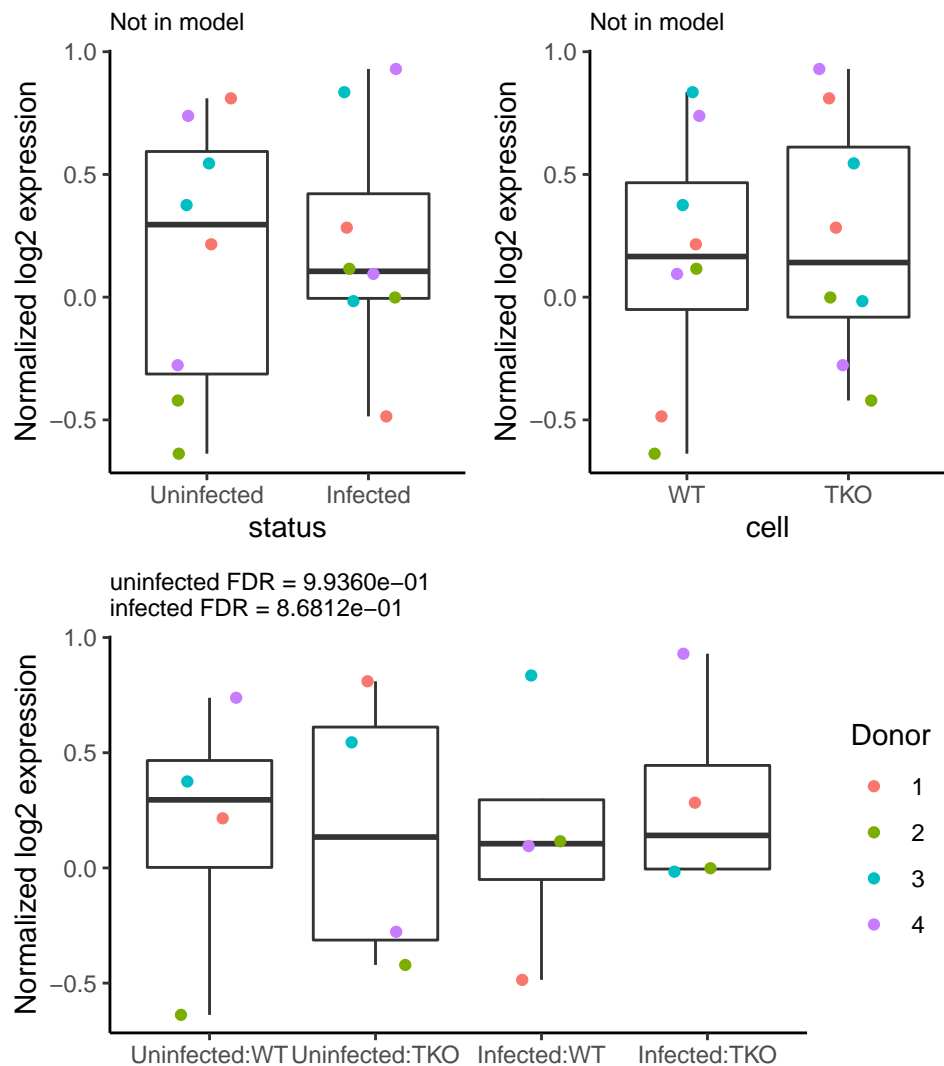 Not in model
Normalized log2 expression
1.0
0.5
0.0
−0.5
Uninfected
Infected
status
Not in model
Normalized log2 expression
1.0
0.5
0.0
−0.5
WT
TKO
cell
uninfected FDR = 9.9360e−01
infected FDR = 8.6812e−01
Normalized log2 expression
1.0
0.5
0.0
−0.5
Uninfected:WT
Uninfected:TKO
Infected:WT
Infected:TKO
Donor
1
2
3
4